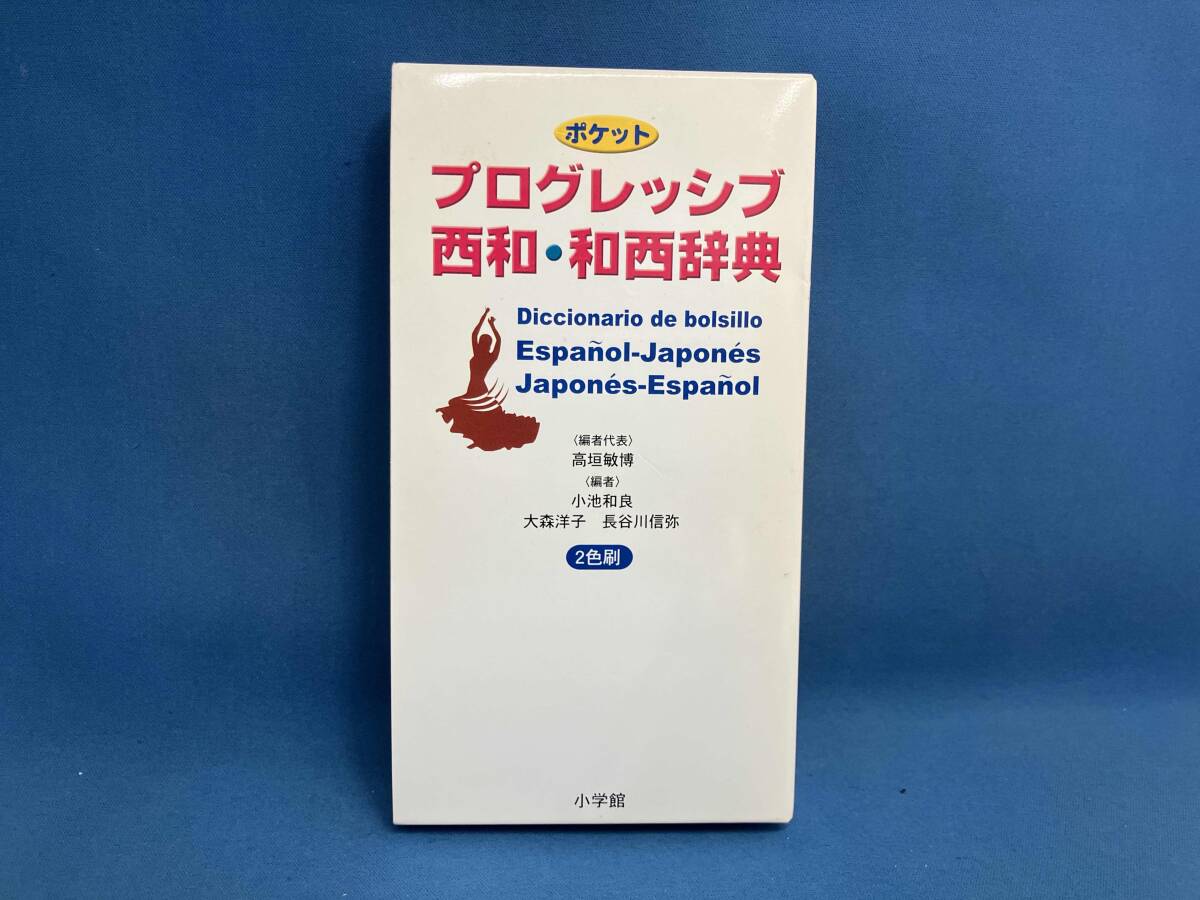 ポケット
プログレッシブ
西和・和西辞典
Diccionario de bolsillo
Español-Japonés
Japonés-Español
〈編者代表〉
高垣敏博
〈編者〉
小池和良
大森洋子 長谷川信弥
2色刷
小学館